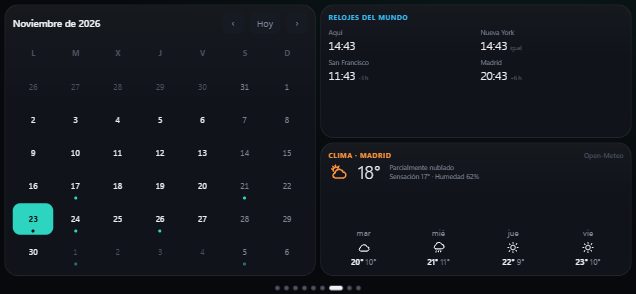 Noviembre de 2026
‹ Hoy ›
L M X J V S D
26 27 28 29 30 31 1
2 3 4 5 6 7 8
9 10 11 12 13 14 15
16 17 18 19 20 21 22
23 24 25 26 27 28 29
30 1 2 3 4 5 6
RELOJES DEL MUNDO
Aquí Nueva York
14:43 14:43 igual
San Francisco Madrid
11:43 -3 h 20:43 +6 h
CLIMA · MADRID Open-Meteo
18° Parcialmente nublado
Sensación 17° · Humedad 62%
mar mié jue vie
20° 10° 21° 11° 22° 9° 23° 10°